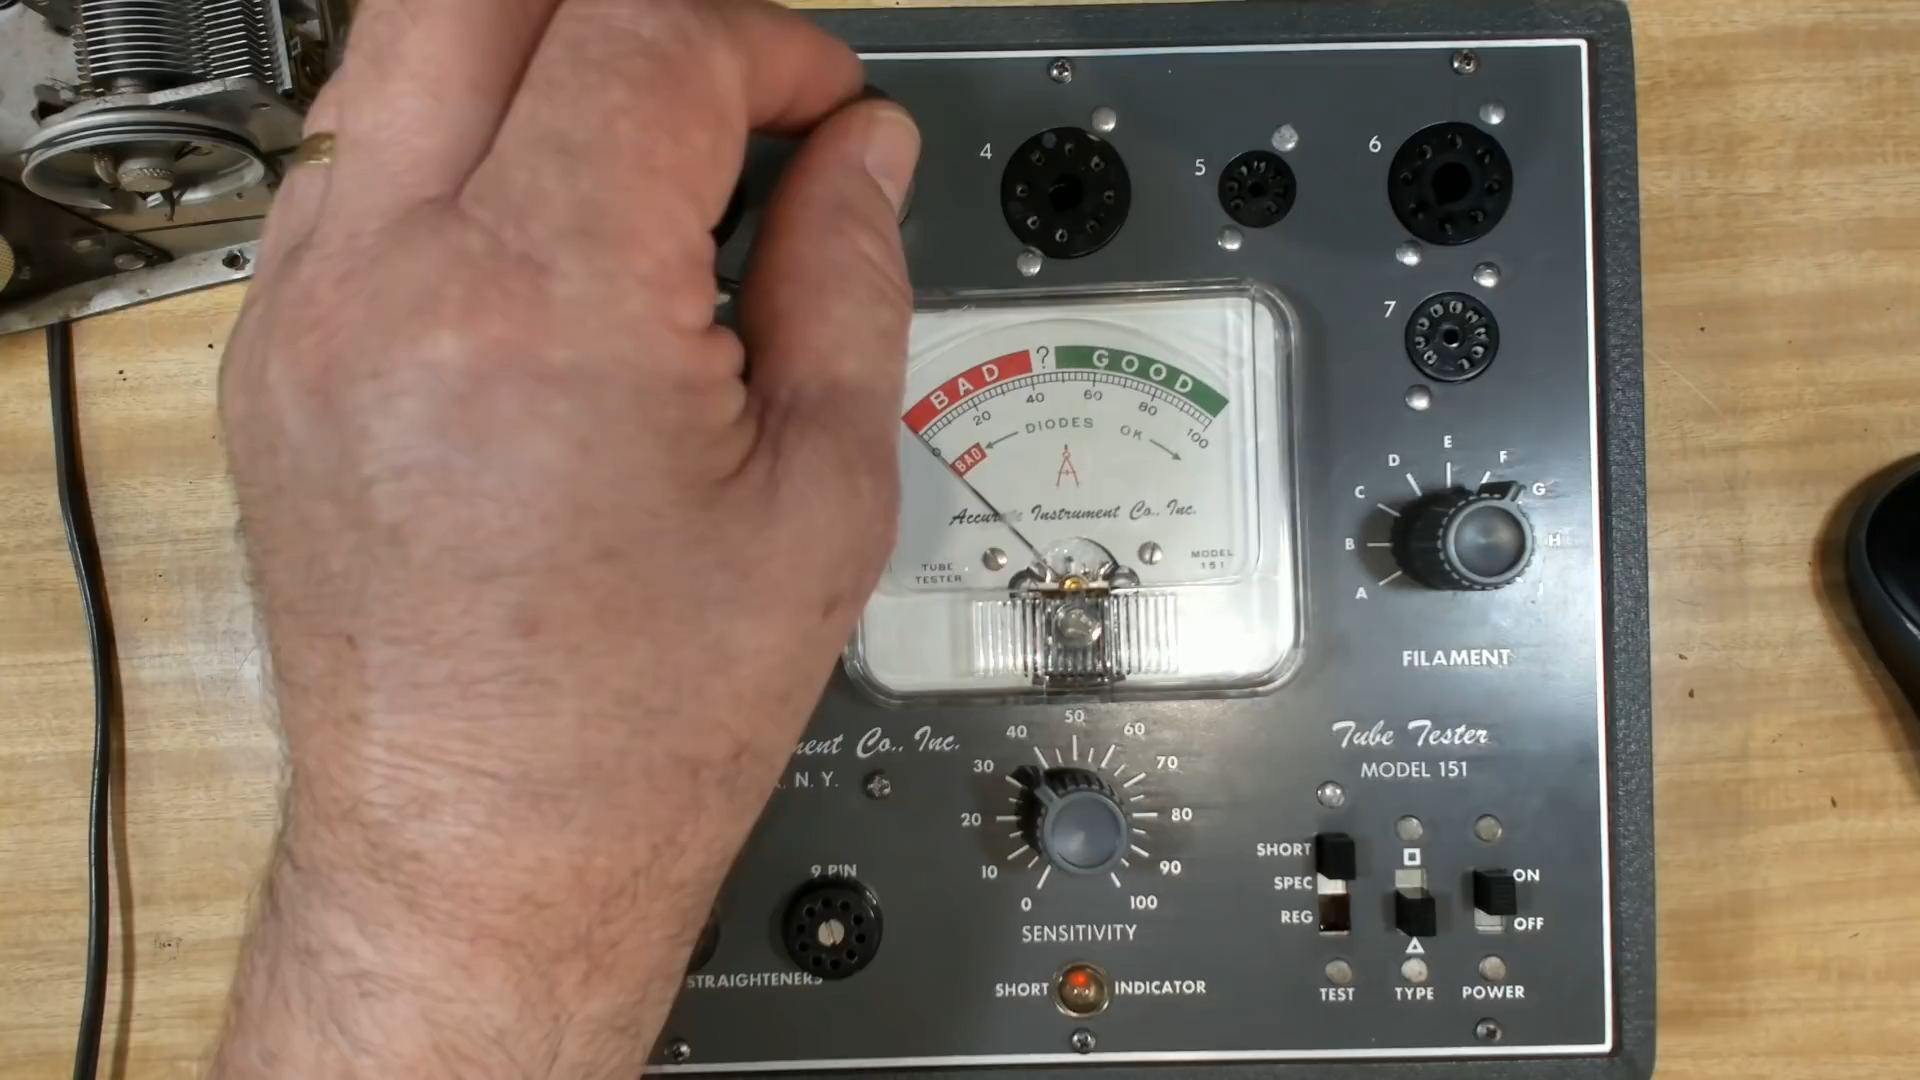 4
5
6
7
BAD ? GOOD
20 40 60 80 100
BAD
DIODES OK
Accurate Instrument Co., Inc.
TUBE TESTER
MODEL 151
A B C D E F G H J
FILAMENT
ment Co., Inc.
N. Y.
Tube Tester
MODEL 151
0 10 20 30 40 50 60 70 80 90 100
SENSITIVITY
9 PIN
STRAIGHTENERS
SHORT INDICATOR
SHORT
SPEC
REG
TEST
TYPE
ON
OFF
POWER